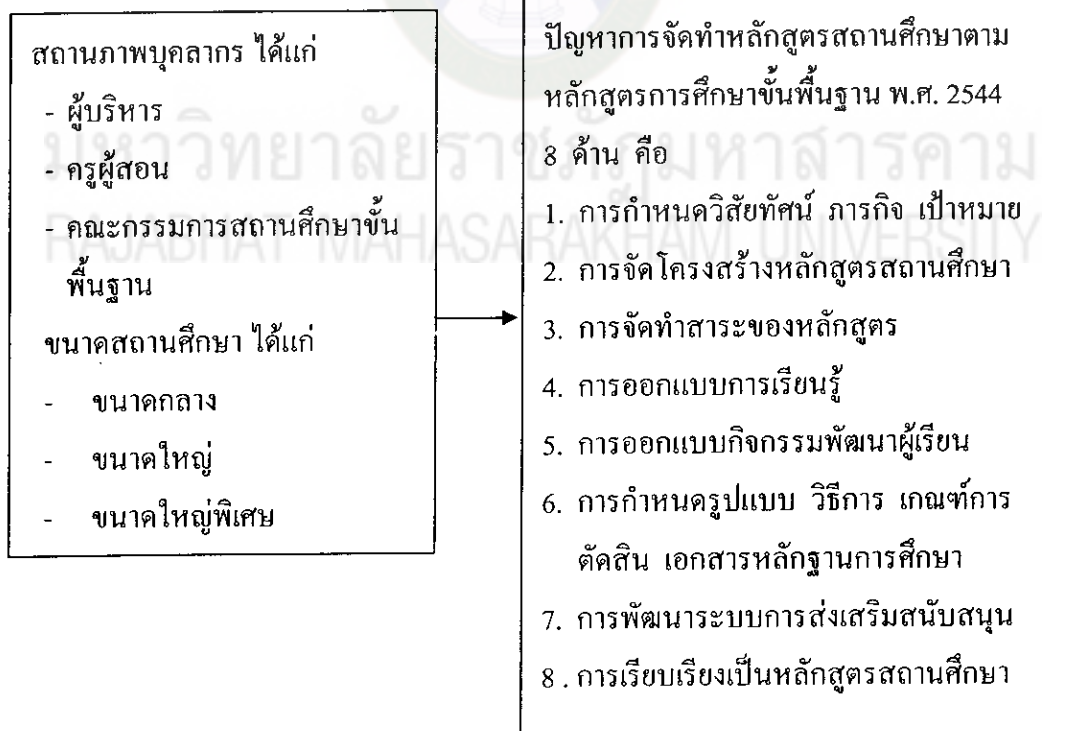 สถานภาพบุคลากร ได้แก่
- ผู้บริหาร
- ครูผู้สอน
- คณะกรรมการสถานศึกษาขั้น
พื้นฐาน
ขนาดสถานศึกษา ได้แก่
- ขนาดกลาง
- ขนาดใหญ่
- ขนาดใหญ่พิเศษ
ปัญหาการจัดทำหลักสูตรสถานศึกษาตาม
หลักสูตรการศึกษาขั้นพื้นฐาน พ.ศ. 2544
8 ด้าน คือ
1. การกำหนดวิสัยทัศน์ ภารกิจ เป้าหมาย
2. การจัดโครงสร้างหลักสูตรสถานศึกษา
3. การจัดทำสาระของหลักสูตร
4. การออกแบบการเรียนรู้
5. การออกแบบกิจกรรมพัฒนาผู้เรียน
6. การกำหนดรูปแบบ วิธีการ เกณฑ์การ
ตัดสิน เอกสารหลักฐานการศึกษา
7. การพัฒนาระบบการส่งเสริมสนับสนุน
8 . การเรียบเรียงเป็นหลักสูตรสถานศึกษา
มหาวิทยาลัยราชภัฏมหาสารคาม
RAJABHAT MAHASARAKHAM UNIVERSITY